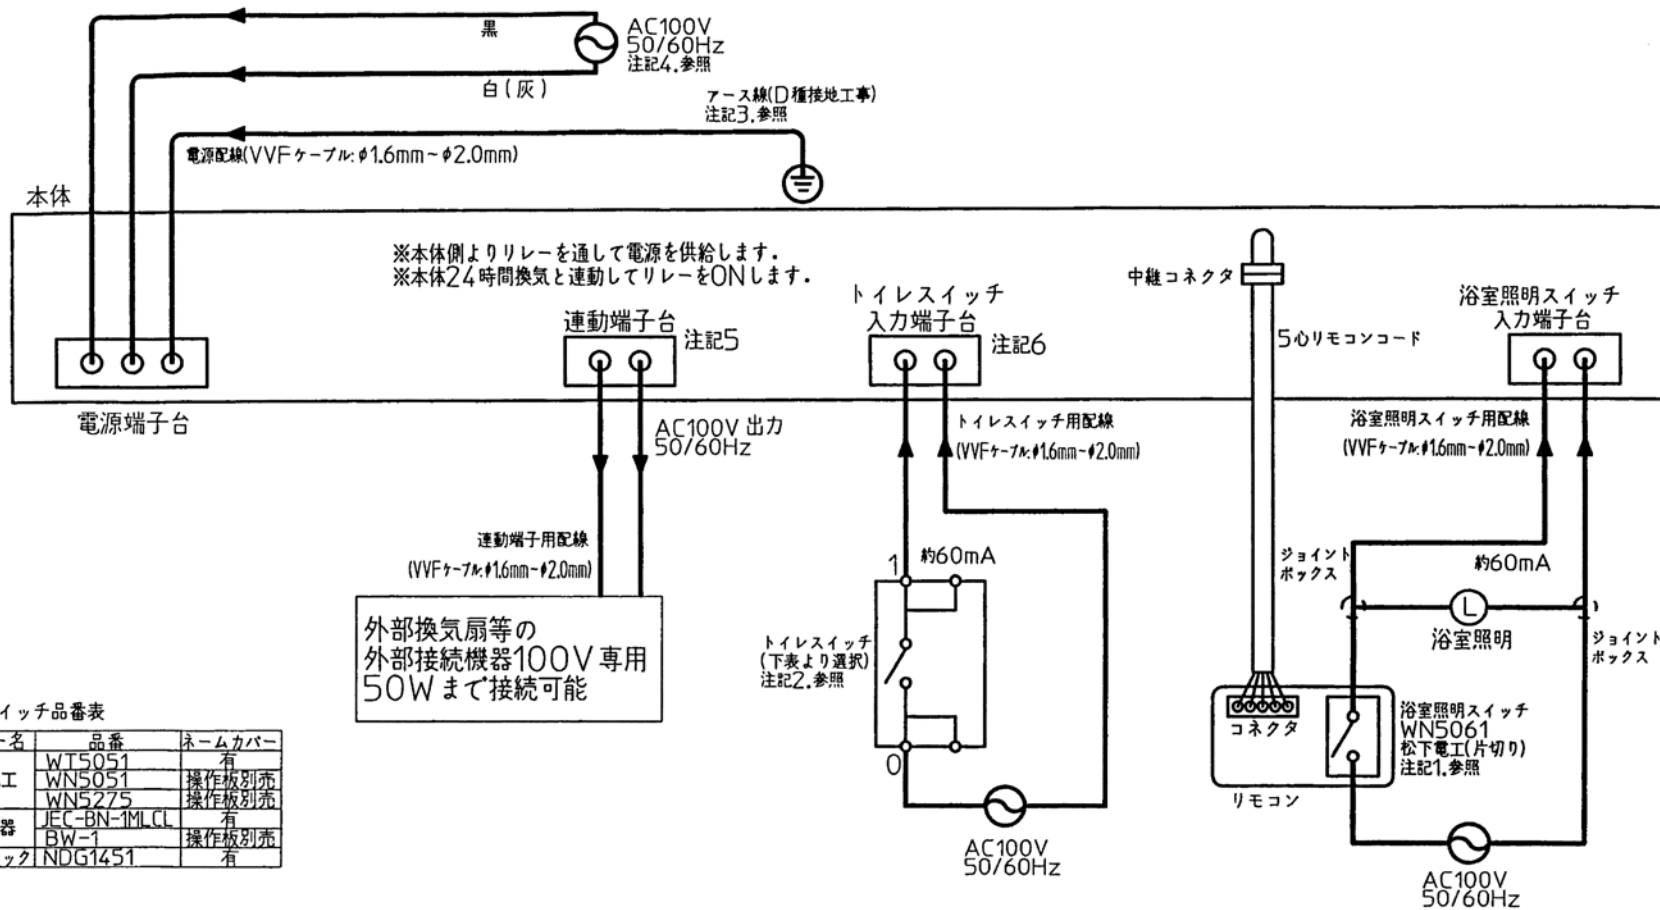 黒
AC100V
50/60Hz
注記4.参照
白(灰)
アース線(D種接地工事)
注記3.参照
電源配線(VVFケーブル:φ1.6mm~φ2.0mm)
本体
※本体側よりリレーを通して電源を供給します.
※本体24時間換気と連動してリレーをONします.
連動端子台
注記5
トイレスイッチ
入力端子台
注記6
中継コネクタ
5心リモコンコード
浴室照明スイッチ
入力端子台
電源端子台
AC100V 出力
50/60Hz
トイレスイッチ用配線
(VVFケーブル:φ1.6mm~φ2.0mm)
浴室照明スイッチ用配線
(VVFケーブル:φ1.6mm~φ2.0mm)
連動端子用配線
(VVFケーブル:φ1.6mm~φ2.0mm)
外部換気扇等の
外部接続機器100V専用
50Wまで接続可能
1
約60mA
トイレスイッチ
(下表より選択)
注記2.参照
0
AC100V
50/60Hz
ジョイント
ボックス
約60mA
L
浴室照明
ジョイント
ボックス
コネクタ
リモコン
浴室照明スイッチ
WN5061
松下電工(片切り)
注記1.参照
AC100V
50/60Hz
イッチ品番表
ー名 品番 ネームカバー
WT5051 有
工 WN5051 操作板別売
WN5275 操作板別売
JEC-BN-1MLCL 有
器 BW-1 操作板別売
ック NDG1451 有